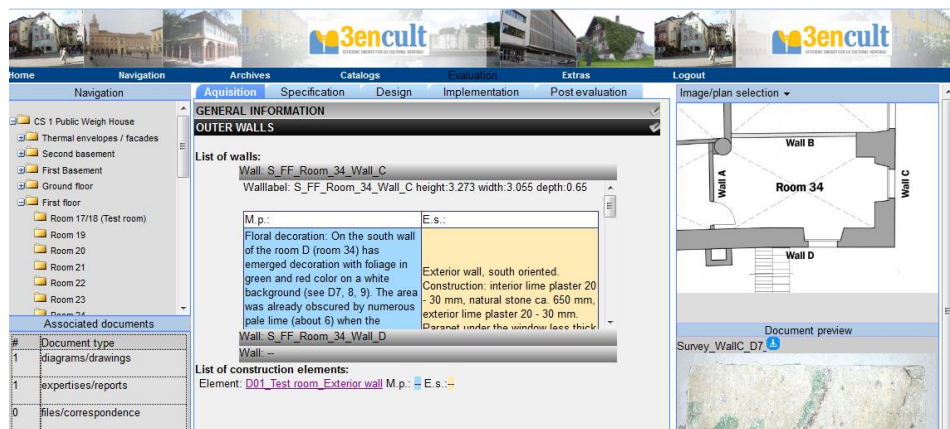 3encult
EFFICIENT ENERGY FOR EU CULTURAL HERITAGE
3encult
EFFICIENT ENERGY FOR EU CULTURAL HERITAGE
Home Navigation Archives Catalogs Evaluation Extras Logout
Navigation
CS 1 Public Weigh House
Thermal envelopes / facades
Second basement
First Basement
Ground floor
First floor
Room 17/18 (Test room)
Room 19
Room 20
Room 21
Room 22
Room 23
Room 24
Associated documents
# Document type
1 diagrams/drawings
1 expertises/reports
0 files/correspondence
Aquisition Specification Design Implementation Post evaluation
GENERAL INFORMATION
OUTER WALLS
List of walls:
Wall: S_FF_Room_34_Wall_C
Walllabel: S_FF_Room_34_Wall_C height:3.273 width:3.055 depth:0.65
M.p.: E.s.:
Floral decoration: On the south wall
of the room D (room 34) has
emerged decoration with foliage in
green and red color on a white
background (see D7, 8, 9). The area
was already obscured by numerous
pale lime (about 6) when the
Exterior wall, south oriented.
Construction: interior lime plaster 20
- 30 mm, natural stone ca. 650 mm,
exterior lime plaster 20 - 30 mm.
Parapet under the window less thick
Wall: S_FF_Room_34_Wall_D
Wall: --
List of construction elements:
Element: D01_Test room_Exterior wall M.p.: -- E.s.:--
Image/plan selection
Wall B
Wall A
Room 34
Wall C
Wall D
Document preview
Survey_WallC_D7